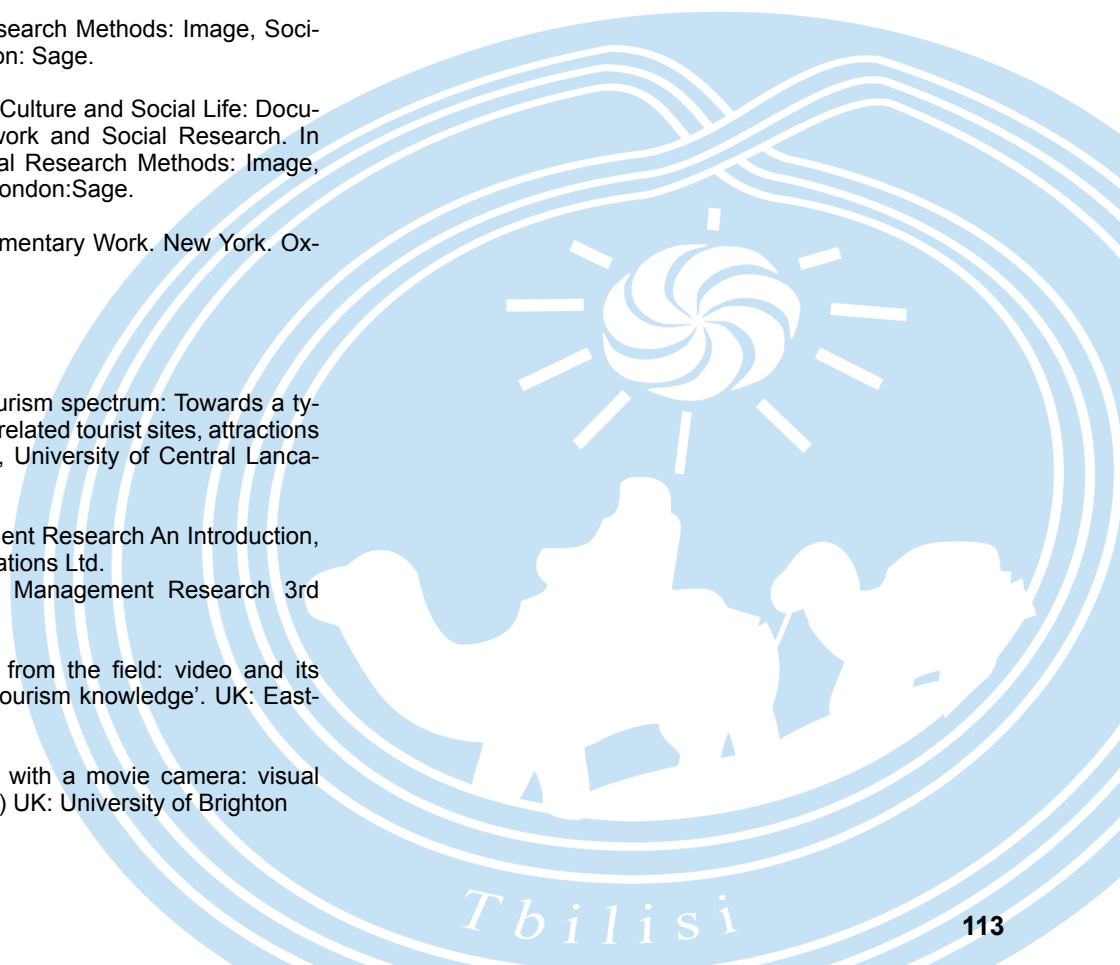 search Methods: Image, Soci-
on: Sage.
Culture and Social Life: Docu-
work and Social Research. In
al Research Methods: Image,
ondon:Sage.
mentary Work. New York. Ox-
urism spectrum: Towards a ty-
related tourist sites, attractions
, University of Central Lanca-
ent Research An Introduction,
ations Ltd.
Management Research 3rd
from the field: video and its
ourism knowledge’. UK: East-
with a movie camera: visual
) UK: University of Brighton
Tbilisi
113